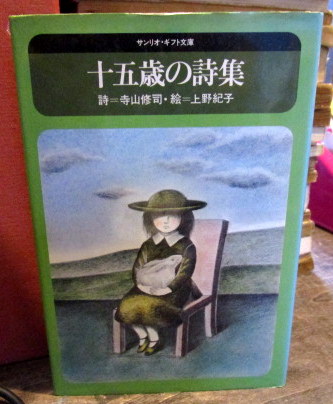 サンリオ・ギフト文庫
十五歳の詩集
詩＝寺山修司・絵＝上野紀子